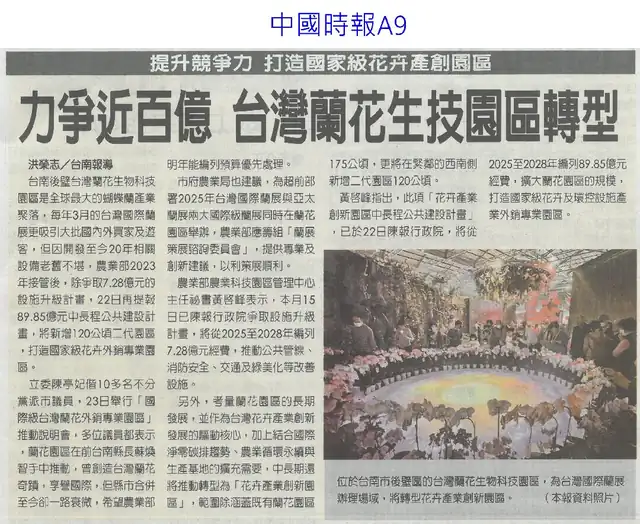 中國時報A9
提升競爭力 打造國家級花卉產創園區
力爭近百億 台灣蘭花生技園區轉型
洪榮志／台南報導
台南後壁台灣蘭花生物科技
園區是全球最大的蝴蝶蘭產業
聚落，每年3月的台灣國際蘭
展更吸引大批國內外買家及遊
客，但因開發至今20年相關
設備老舊不堪，農業部2023
年接管後，除爭取7.28億元的
設施升級計畫，22日再提報
89.85億元中長程公共建設計
畫，將新增120公頃二代園區
，打造國家級花卉外銷專業園
區。
立委陳亭妃偕10多名不分
黨派市議員，23日舉行「國
際級台灣蘭花外銷專業園區」
推動說明會，多位議員都表示
，蘭花園區在前台南縣長蘇煥
智手中推動，曾創造台灣蘭花
奇蹟，享譽國際，但縣市合併
至今卻一路衰微，希望農業部
明年能編列預算優先處理。
市府農業局也建議，為超前部
署2025年台灣國際蘭展與亞太
蘭展兩大國際級蘭展同時在蘭花
園區舉辦，農業部應籌組「蘭展
策展諮詢委員會」，提供專業及
創新建議，以利策展順利。
農業部農業科技園區管理中心
主任祕書黃啓峰表示，本月15
日已陳報行政院爭取設施升級
計畫，將從2025至2028年編列
7.28億元經費，推動公共管線、
消防安全、交通及綠美化等改善
設施。
另外，考量蘭花園區的長期
發展，並作為台灣花卉產業創新
發展的驅動核心，加上結合國際
淨零碳排趨勢、農業循環永續與
生產基地的擴充需要，中長期還
將推動轉型為「花卉產業創新園
區」，範圍除涵蓋既有蘭花園區
175公頃，更將在緊鄰的西南側
新增二代園區120公頃。
黃啓峰指出，此項「花卉產業
創新園區中長程公共建設計畫」
，已於22日陳報行政院，將從
2025至2028年編列89.85億元
經費，擴大蘭花園區的規模，
打造國家級花卉及環控設施產
業外銷專業園區。
位於台南市後壁區的台灣蘭花生物科技園區，為台灣國際蘭展
辦理場域，將轉型花卉產業創新園區。 （本報資料照片）